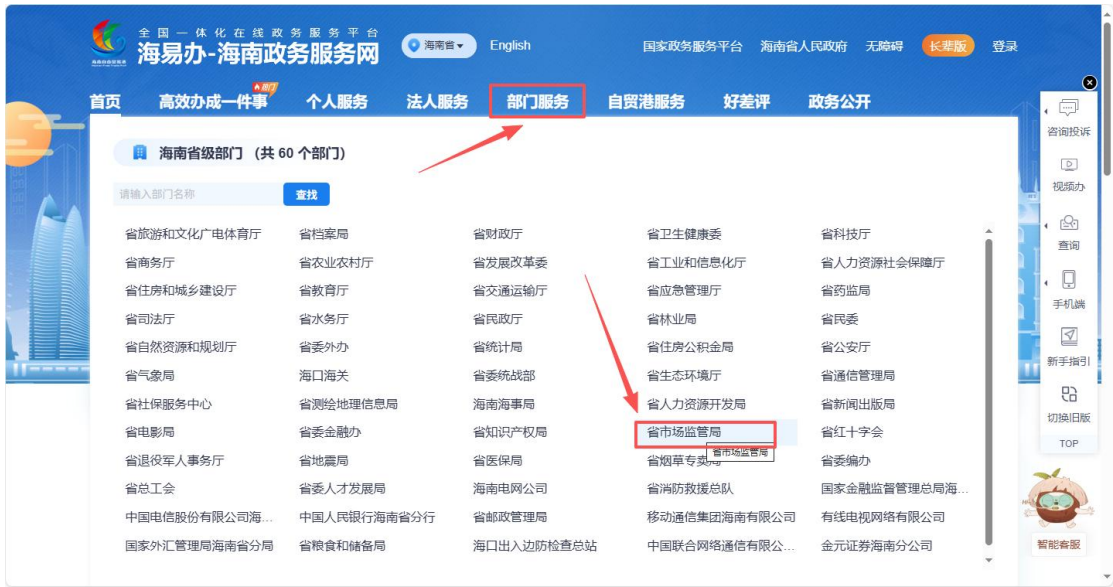 全国一体化在线政务服务平台
海易办-海南政务服务网
海南省
English
国家政务服务平台
海南省人民政府
无障碍
长辈版
登录
首页
高效办成一件事
热门
个人服务
法人服务
部门服务
自贸港服务
好差评
政务公开
海南省级部门 (共 60 个部门)
请输入部门名称
查找
省旅游和文化广电体育厅 省档案局 省财政厅 省卫生健康委 省科技厅
省商务厅 省农业农村厅 省发展改革委 省工业和信息化厅 省人力资源社会保障厅
省住房和城乡建设厅 省教育厅 省交通运输厅 省应急管理厅 省药监局
省司法厅 省水务厅 省民政厅 省林业局 省民委
省自然资源和规划厅 省委外办 省统计局 省住房公积金局 省公安厅
省气象局 海口海关 省委统战部 省生态环境厅 省通信管理局
省社保服务中心 省测绘地理信息局 海南海事局 省人力资源开发局 省新闻出版局
省电影局 省委金融办 省知识产权局 省市场监管局 省红十字会
省市场监管局
省退役军人事务厅 省地震局 省医保局 省烟草专卖局 省委编办
省总工会 省委人才发展局 海南电网公司 省消防救援总队 国家金融监督管理总局海...
中国电信股份有限公司海... 中国人民银行海南省分行 省邮政管理局 移动通信集团海南有限公司 有线电视网络有限公司
国家外汇管理局海南省分局 省粮食和储备局 海口出入边防检查总站 中国联合网络通信有限公... 金元证券海南分公司
咨询投诉
视频办
查询
手机端
新手指引
切换旧版
TOP
智能客服